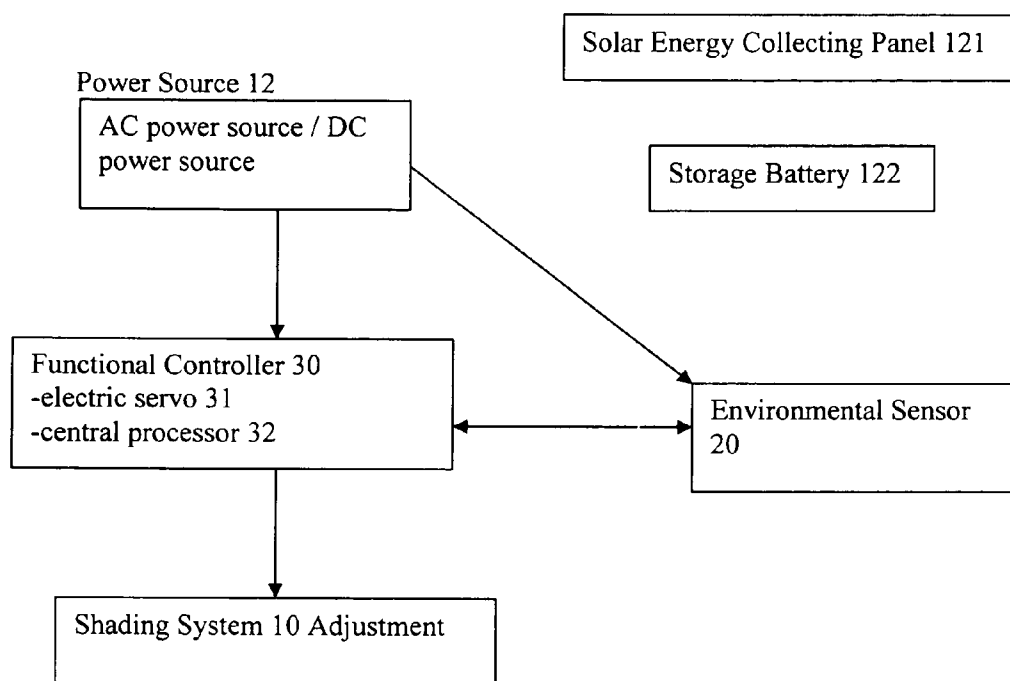 Solar Energy Collecting Panel 121
Power Source 12
AC power source / DC
power source
Storage Battery 122
Functional Controller 30
-electric servo 31
-central processor 32
Environmental Sensor
20
Shading System 10 Adjustment